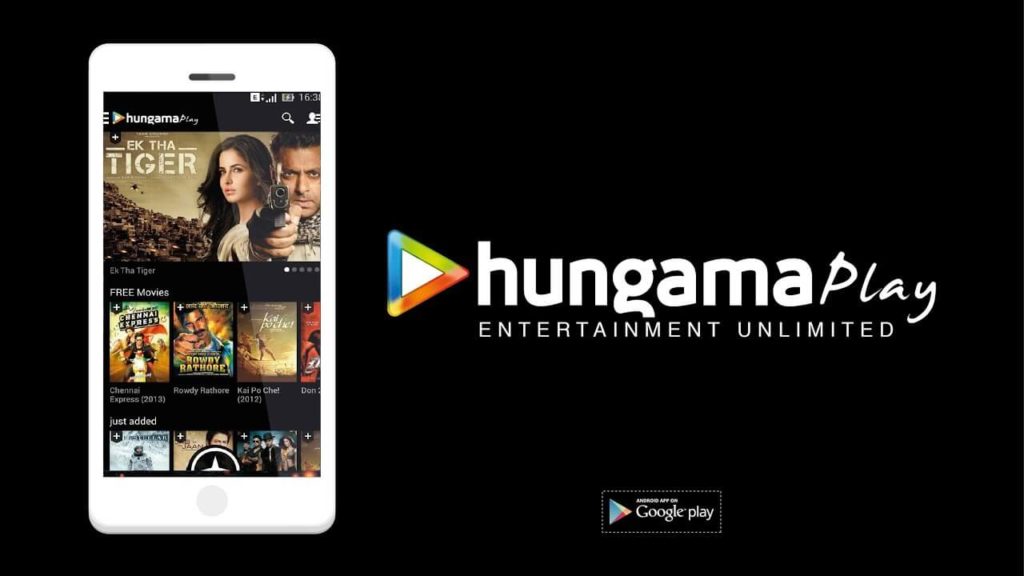 16:38
hungama Play
EK THA
TIGER
Ek Tha Tiger
FREE Movies
CHENNAI
EXPRESS
ROWDY
RATHORE
kai
po che!
Chennai
Express (2013)
Rowdy Rathore
Kai Po Che!
(2012)
Don 2
just added
hungama Play
ENTERTAINMENT UNLIMITED
ANDROID APP ON
Google play